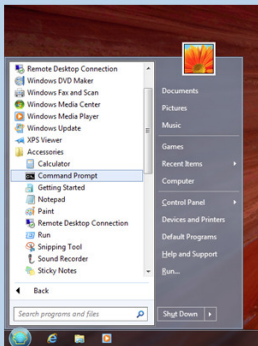 Remote Desktop Connection
Windows DVD Maker
Windows Fax and Scan
Windows Media Center
Windows Media Player
Windows Update
XPS Viewer
Accessories
Calculator
Command Prompt
Getting Started
Notepad
Paint
Remote Desktop Connection
Run
Snipping Tool
Sound Recorder
Sticky Notes
Back
Search programs and files
Documents
Pictures
Music
Games
Recent Items
Computer
Control Panel
Devices and Printers
Default Programs
Help and Support
Run...
Shut Down